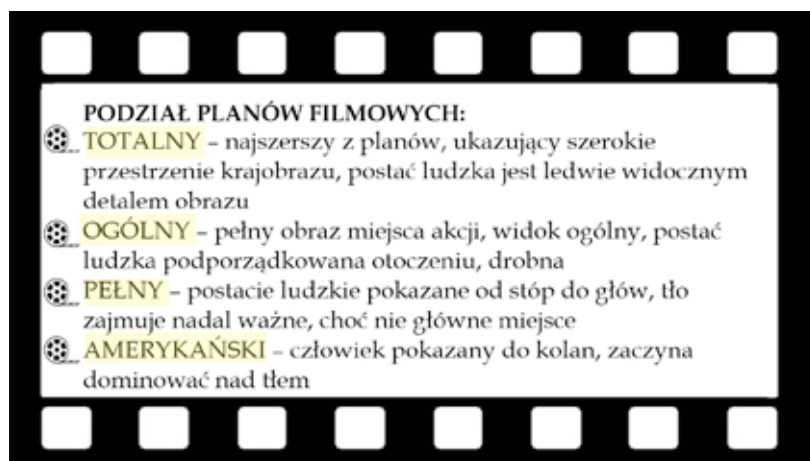 PODZIAŁ PLANÓW FILMOWYCH:
TOTALNY – najszerszy z planów, ukazujący szerokie
przestrzenie krajobrazu, postać ludzka jest ledwie widocznym
detalem obrazu
OGÓLNY – pełny obraz miejsca akcji, widok ogólny, postać
ludzka podporządkowana otoczeniu, drobna
PEŁNY – postacie ludzkie pokazane od stóp do głów, tło
zajmuje nadal ważne, choć nie główne miejsce
AMERYKAŃSKI – człowiek pokazany do kolan, zaczyna
dominować nad tłem